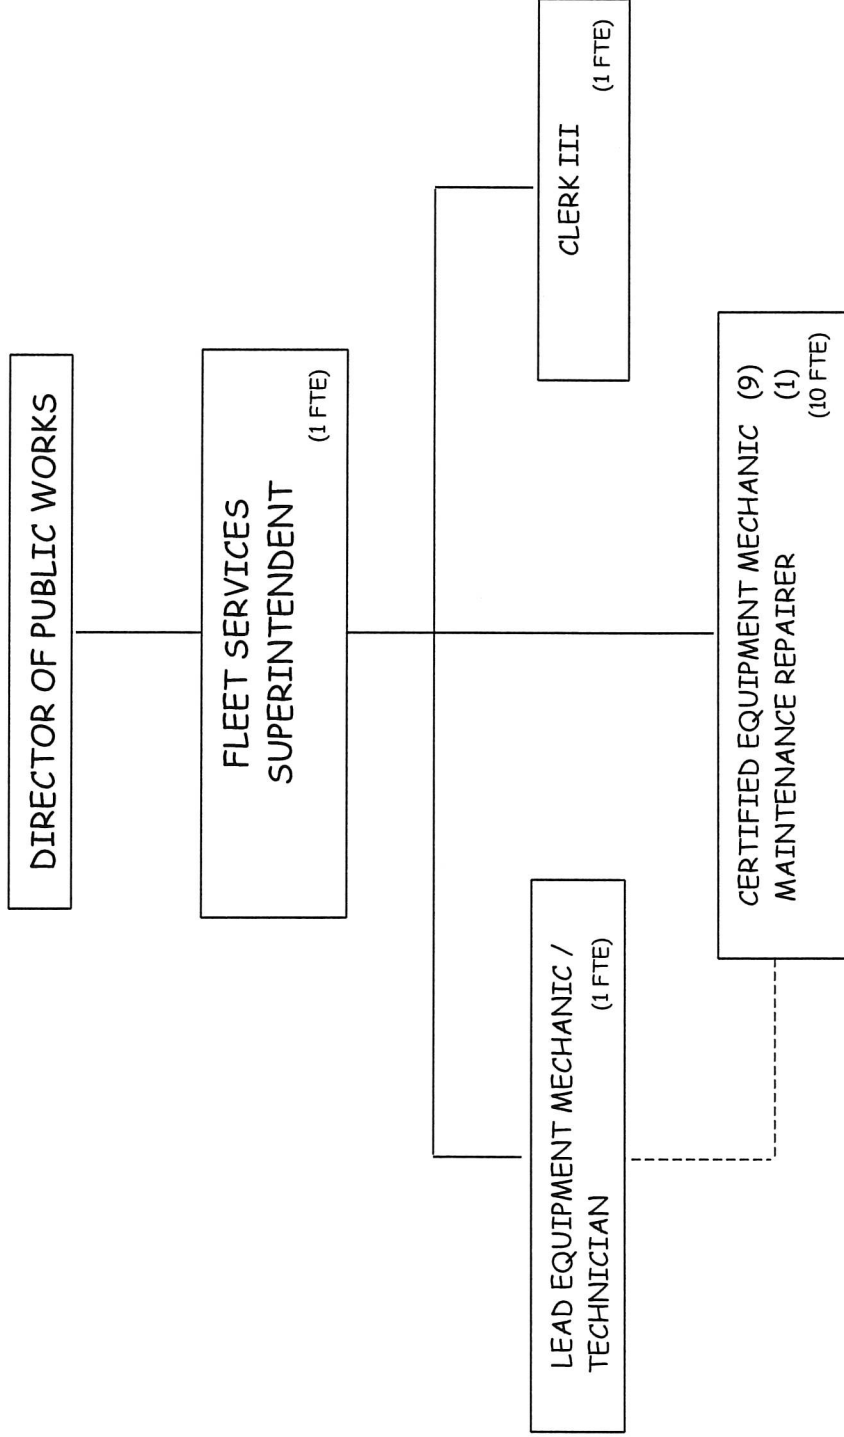 DIRECTOR OF PUBLIC WORKS
FLEET SERVICES
SUPERINTENDENT
(1 FTE)
LEAD EQUIPMENT MECHANIC /
TECHNICIAN
(1 FTE)
CLERK III
(1 FTE)
CERTIFIED EQUIPMENT MECHANIC (9)
MAINTENANCE REPAIRER (1)
(10 FTE)